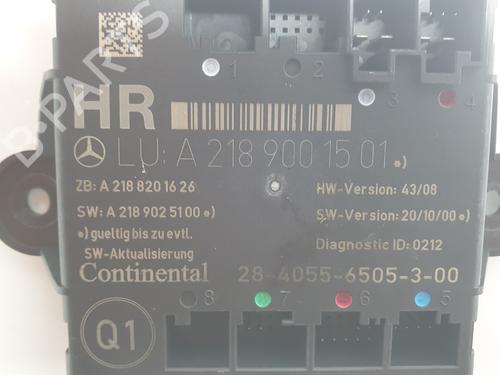 1 2
HR
3 4
LU: A 218 900 15 01 •)
ZB: A 218 820 16 26
HW-Version: 43/08
SW: A 218 902 51 00 •)
SW-Version: 20/10/00 •)
•) gueltig bis zu evtl.
SW-Aktualisierung
Diagnostic ID: 0212
Continental 28-4055-6505-3-00
8 7 6 5
Q1
B-PARTS